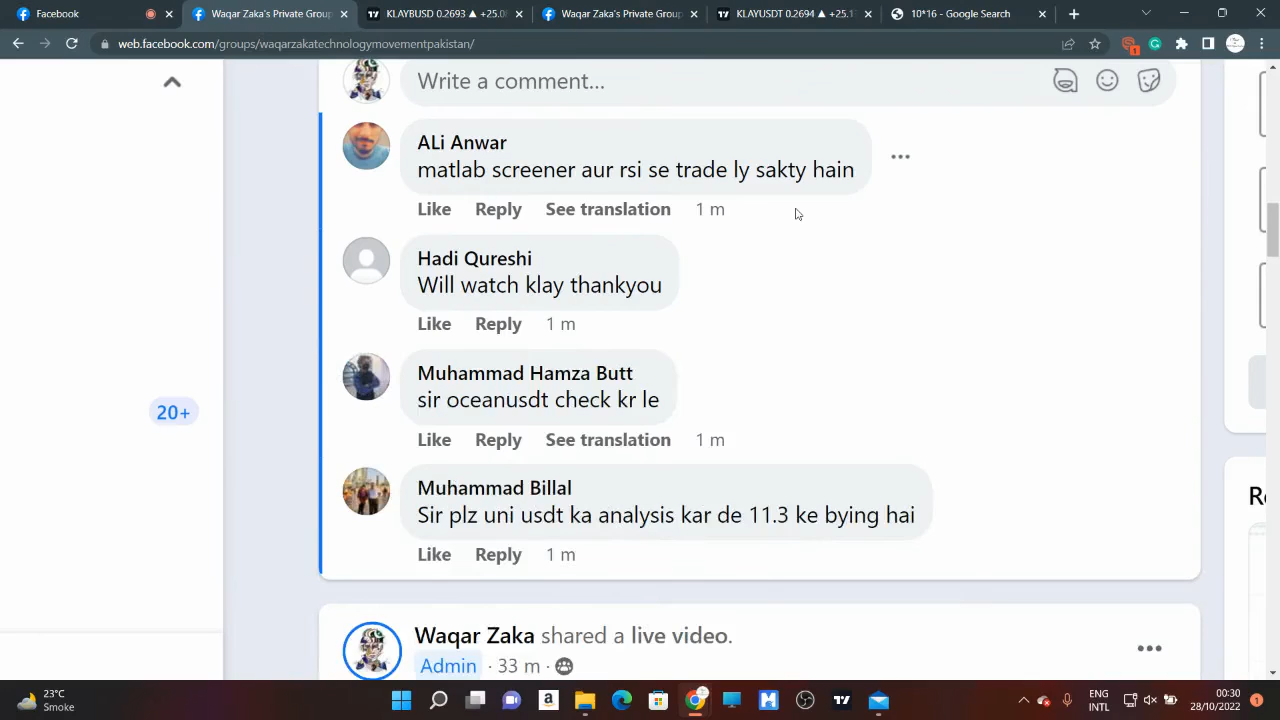 Facebook
Waqar Zaka's Private Group
KLAYBUSD 0.2693 ▲ +25.0
Waqar Zaka's Private Group
KLAYUSDT 0.2694 ▲ +25.1
10*16 - Google Search
web.facebook.com/groups/waqarzakatechnologymovementpakistan/
Write a comment...
ALi Anwar
matlab screener aur rsi se trade ly sakty hain
Like Reply See translation 1 m
Hadi Qureshi
Will watch klay thankyou
Like Reply 1 m
Muhammad Hamza Butt
sir oceanusdt check kr le
20+
Like Reply See translation 1 m
Muhammad Billal
Sir plz uni usdt ka analysis kar de 11.3 ke bying hai
Like Reply 1 m
Waqar Zaka shared a live video.
Admin · 33 m ·
23°C
Smoke
ENG
INTL
00:30
28/10/2022